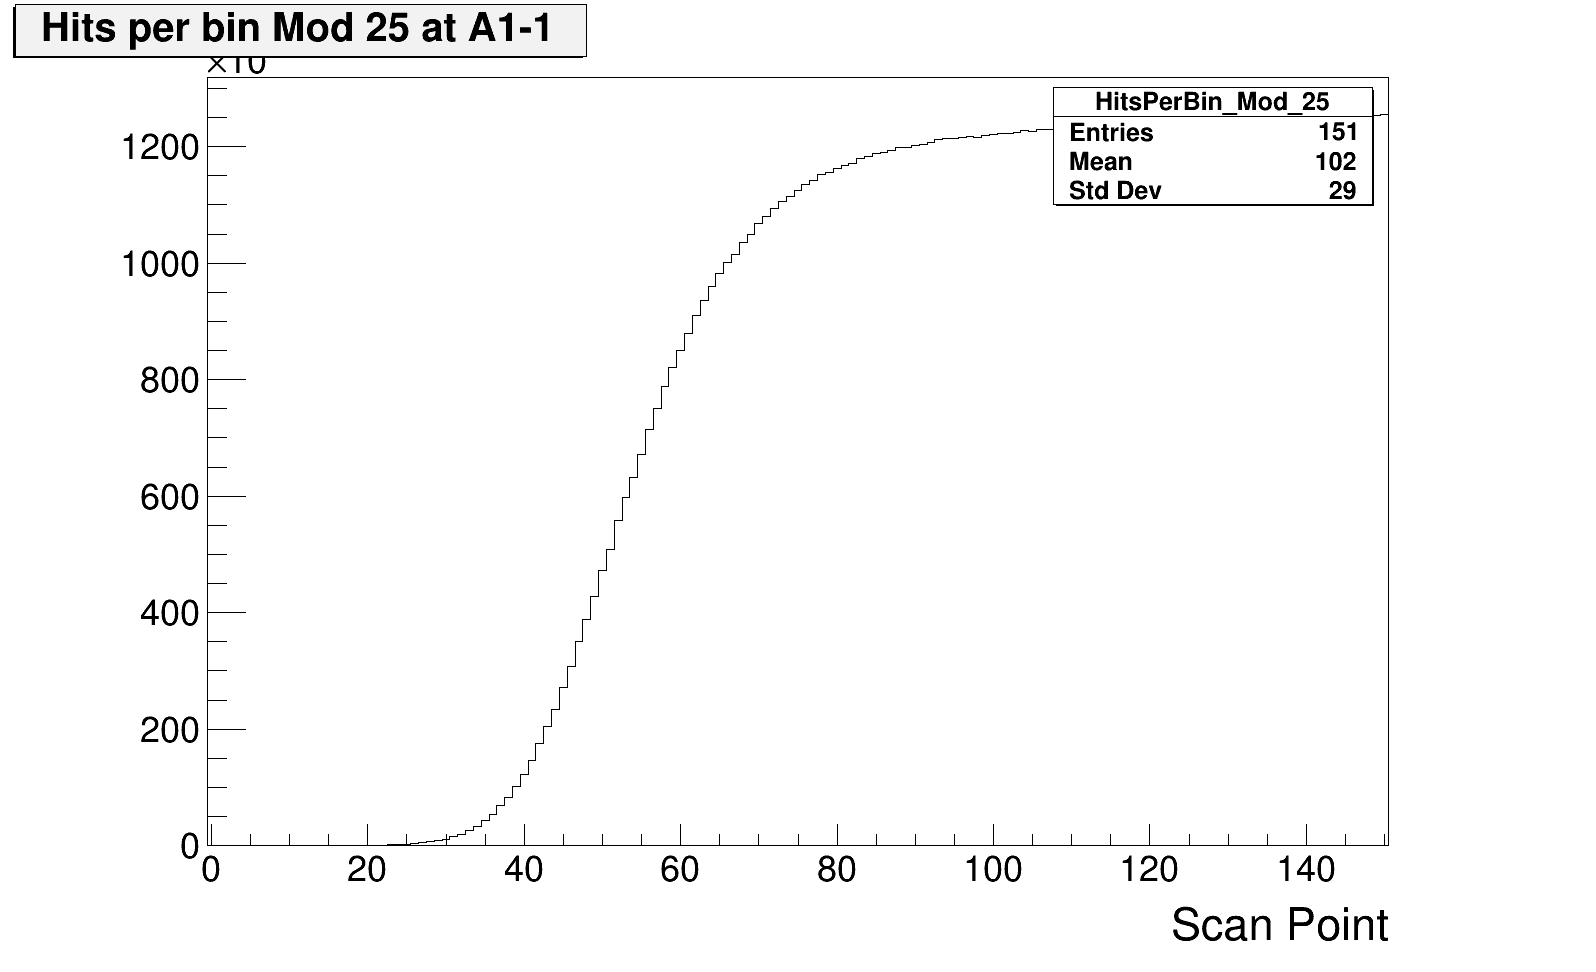 Hits per bin Mod 25 at A1-1
×10
HitsPerBin_Mod_25
Entries 151
Mean 102
Std Dev 29
1200
1000
800
600
400
200
0
0 20 40 60 80 100 120 140
Scan Point